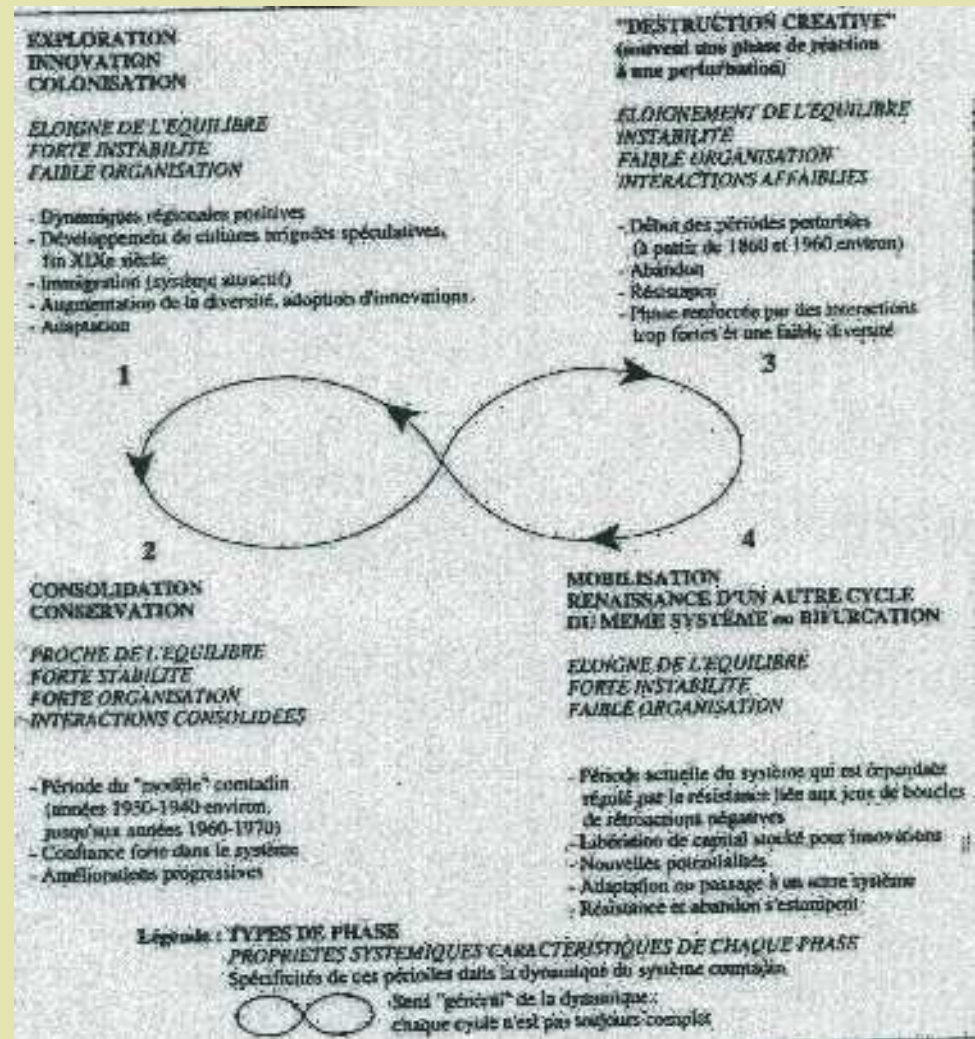 EXPLORATION
INNOVATION
COLONISATION
ELOIGNE DE L'EQUILIBRE
FORTE INSTABILITE
FAIBLE ORGANISATION
- Dynamiques régionales positives
- Développement de cultures irriguées spéculatives,
fin XIXe siècle
- Immigration (système attractif)
- Augmentation de la diversité, adoption d'innovations.
- Adaptation
"DESTRUCTION CREATIVE"
(souvent une phase de réaction
à une perturbation)
ELOIGNEMENT DE L'EQUILIBRE
INSTABILITE
FAIBLE ORGANISATION
INTERACTIONS AFFAIBLIES
- Début des périodes perturbées
(à partir de 1860 et 1960 environ)
- Abandon
- Résistance
- Phase renforcée par des interactions
trop fortes et une faible diversité
1
3
2
4
CONSOLIDATION
CONSERVATION
PROCHE DE L'EQUILIBRE
FORTE STABILITE
FORTE ORGANISATION
INTERACTIONS CONSOLIDEES
- Période du "modèle" comtadin
(années 1930-1940 environ,
jusqu'aux années 1960-1970)
- Confiance forte dans le système
- Améliorations progressives
MOBILISATION
RENAISSANCE D'UN AUTRE CYCLE
DU MEME SYSTEME ou BIFURCATION
ELOIGNE DE L'EQUILIBRE
FORTE INSTABILITE
FAIBLE ORGANISATION
- Période actuelle du système qui est cependant
régulé par la résistance liée aux jeux de boucles
de rétroactions négatives
- Libération de capital stocké pour innovations
- Nouvelles potentialités
- Adaptation ou passage à un autre système
- Résistance et abandon s'estompent
Légende : TYPES DE PHASE
PROPRIETES SYSTEMIQUES CARACTERISTIQUES DE CHAQUE PHASE
Spécificités de ces périodes dans la dynamique du système comtadin
Sens "général" de la dynamique :
chaque cycle n'est pas toujours complet